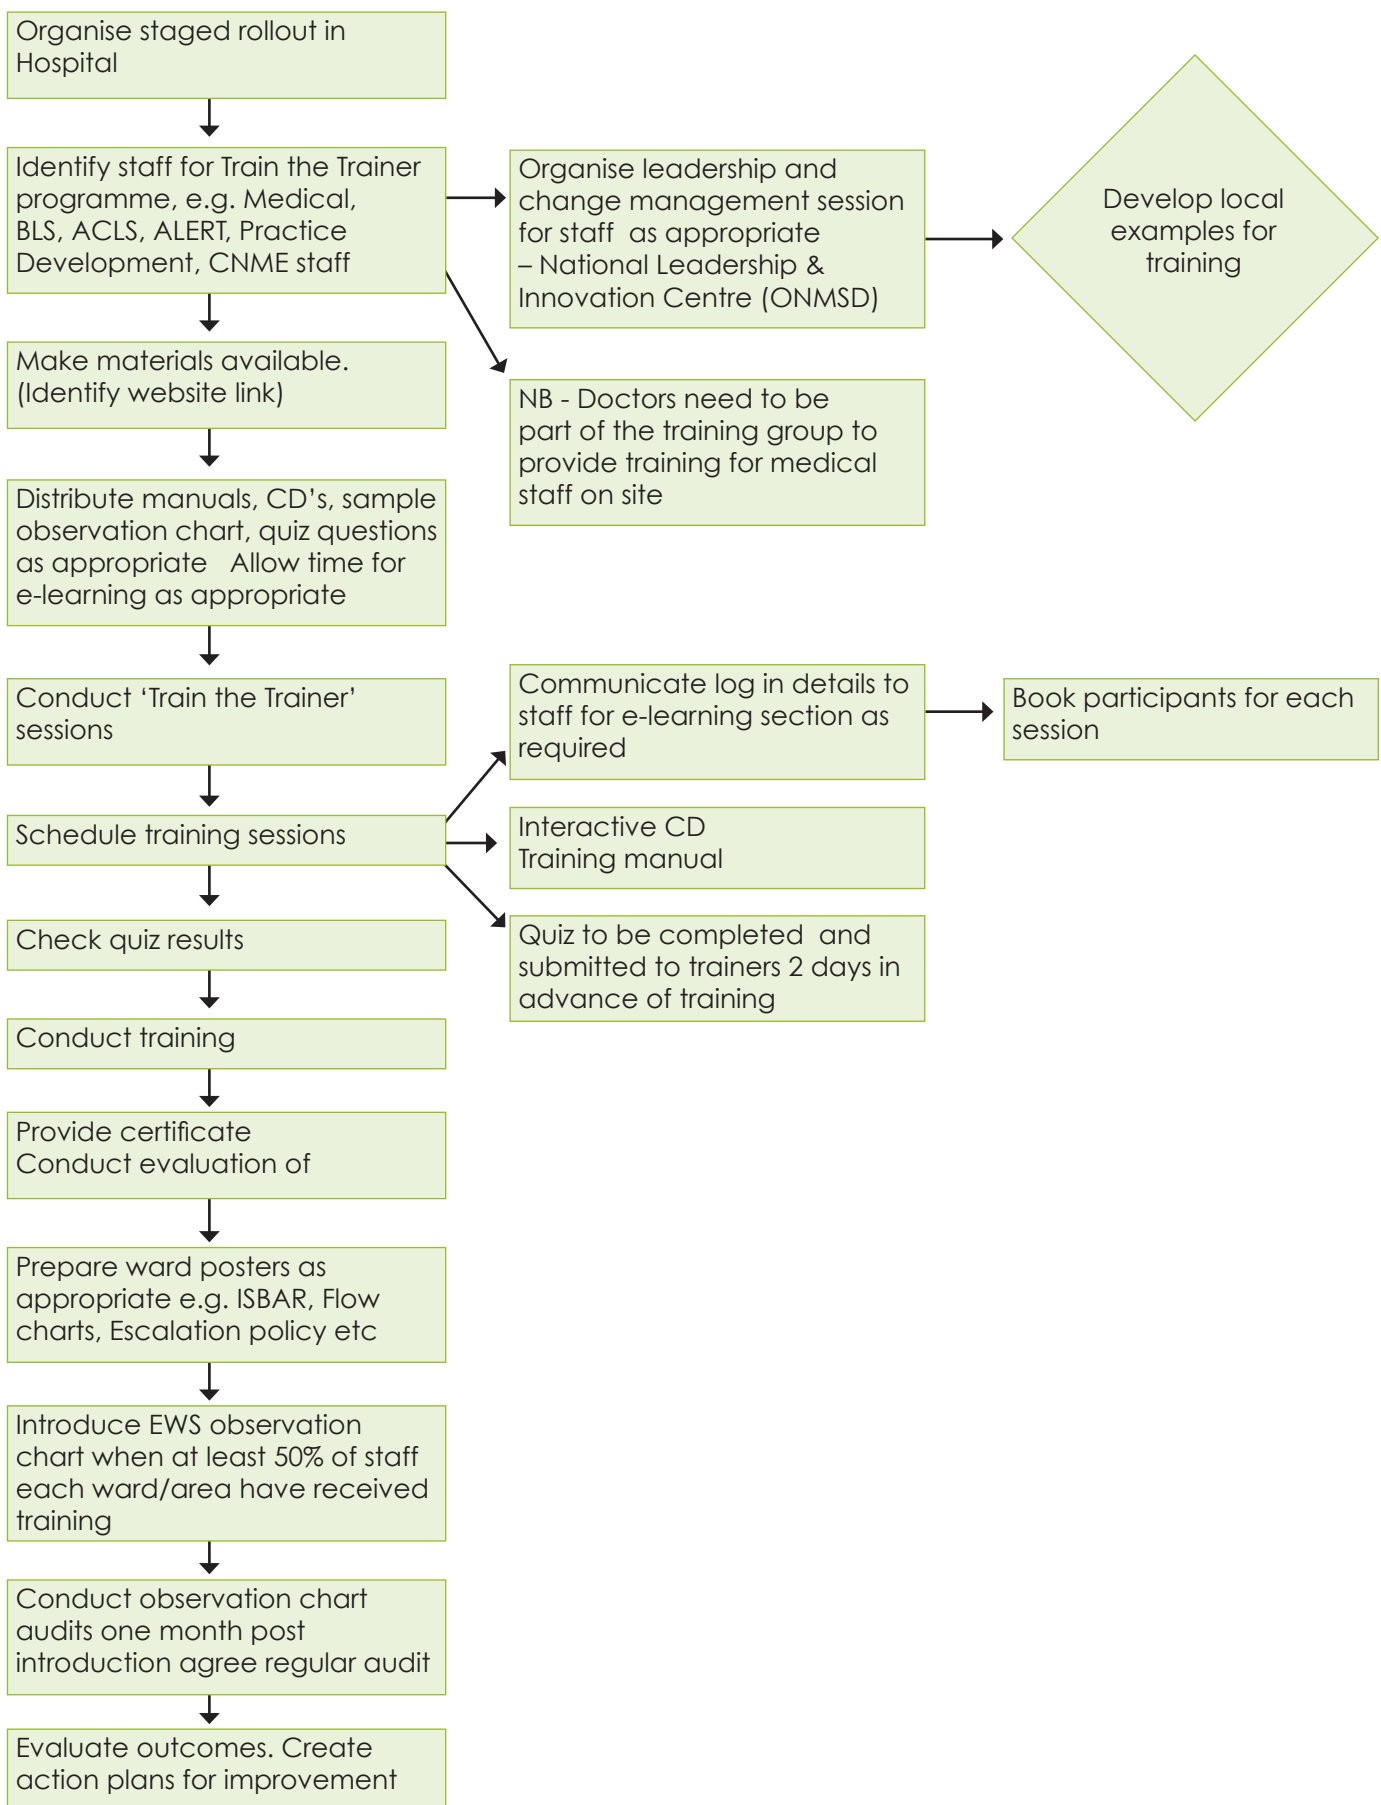 Organise staged rollout in
Hospital
Identify staff for Train the Trainer
programme, e.g. Medical,
BLS, ACLS, ALERT, Practice
Development, CNME staff
Organise leadership and
change management session
for staff as appropriate
– National Leadership &
Innovation Centre (ONMSD)
Develop local
examples for
training
Make materials available.
(Identify website link)
NB - Doctors need to be
part of the training group to
provide training for medical
staff on site
Distribute manuals, CD’s, sample
observation chart, quiz questions
as appropriate   Allow time for
e-learning as appropriate
Conduct ‘Train the Trainer’
sessions
Communicate log in details to
staff for e-learning section as
required
Book participants for each
session
Schedule training sessions
Interactive CD
Training manual
Quiz to be completed  and
submitted to trainers 2 days in
advance of training
Check quiz results
Conduct training
Provide certificate
Conduct evaluation of
Prepare ward posters as
appropriate e.g. ISBAR, Flow
charts, Escalation policy etc
Introduce EWS observation
chart when at least 50% of staff
each ward/area have received
training
Conduct observation chart
audits one month post
introduction agree regular audit
Evaluate outcomes. Create
action plans for improvement